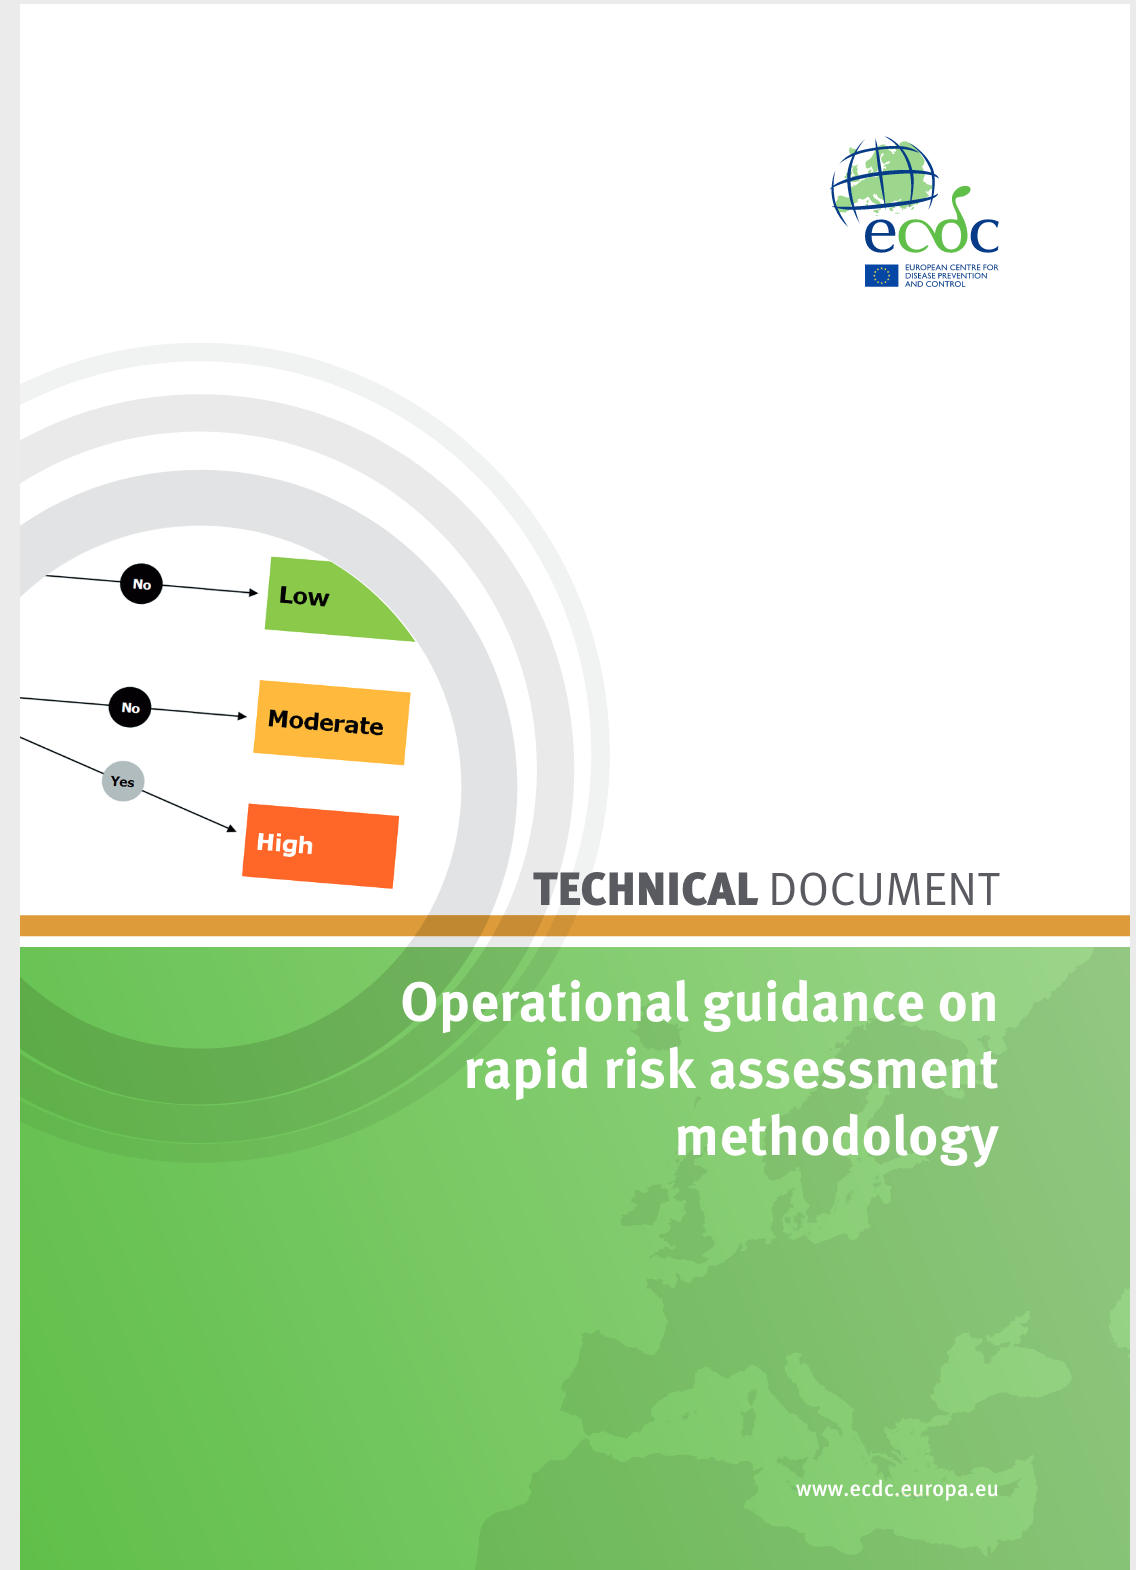 ecdc
EUROPEAN CENTRE FOR
DISEASE PREVENTION
AND CONTROL
No
Low
No
Moderate
Yes
High
TECHNICAL DOCUMENT
Operational guidance on
rapid risk assessment
methodology
www.ecdc.europa.eu